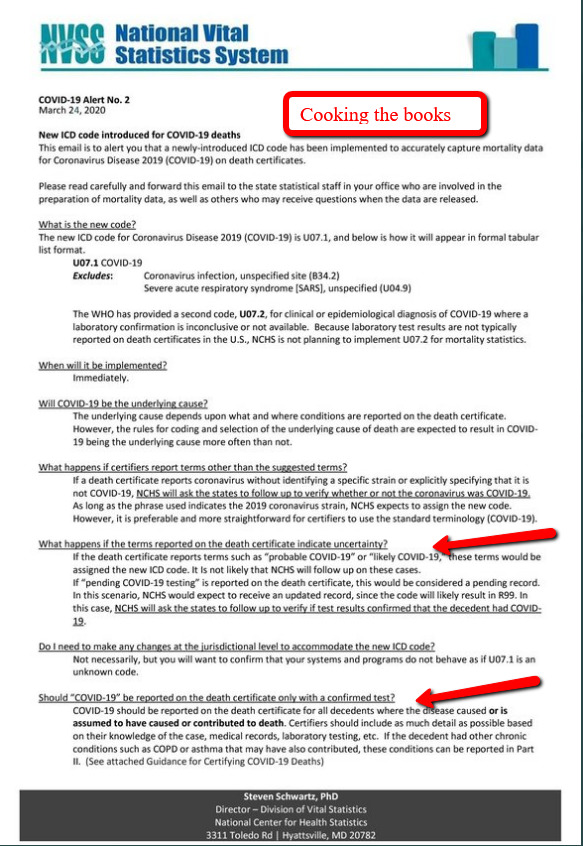 NVSS National Vital
Statistics System
COVID-19 Alert No. 2
March 24, 2020
Cooking the books
New ICD code introduced for COVID-19 deaths
This email is to alert you that a newly-introduced ICD code has been implemented to accurately capture mortality data
for Coronavirus Disease 2019 (COVID-19) on death certificates.
Please read carefully and forward this email to the state statistical staff in your office who are involved in the
preparation of mortality data, as well as others who may receive questions when the data are released.
What is the new code?
The new ICD code for Coronavirus Disease 2019 (COVID-19) is U07.1, and below is how it will appear in formal tabular
list format.
U07.1 COVID-19
Excludes: Coronavirus infection, unspecified site (B34.2)
Severe acute respiratory syndrome [SARS], unspecified (U04.9)
The WHO has provided a second code, U07.2, for clinical or epidemiological diagnosis of COVID-19 where a
laboratory confirmation is inconclusive or not available. Because laboratory test results are not typically
reported on death certificates in the U.S., NCHS is not planning to implement U07.2 for mortality statistics.
When will it be implemented?
Immediately.
Will COVID-19 be the underlying cause?
The underlying cause depends upon what and where conditions are reported on the death certificate.
However, the rules for coding and selection of the underlying cause of death are expected to result in COVID-
19 being the underlying cause more often than not.
What happens if certifiers report terms other than the suggested terms?
If a death certificate reports coronavirus without identifying a specific strain or explicitly specifying that it is
not COVID-19, NCHS will ask the states to follow up to verify whether or not the coronavirus was COVID-19.
As long as the phrase used indicates the 2019 coronavirus strain, NCHS expects to assign the new code.
However, it is preferable and more straightforward for certifiers to use the standard terminology (COVID-19).
What happens if the terms reported on the death certificate indicate uncertainty?
If the death certificate reports terms such as “probable COVID-19” or “likely COVID-19,” these terms would be
assigned the new ICD code. It Is not likely that NCHS will follow up on these cases.
If “pending COVID-19 testing” is reported on the death certificate, this would be considered a pending record.
In this scenario, NCHS would expect to receive an updated record, since the code will likely result in R99. In
this case, NCHS will ask the states to follow up to verify if test results confirmed that the decedent had COVID-
19.
Do I need to make any changes at the jurisdictional level to accommodate the new ICD code?
Not necessarily, but you will want to confirm that your systems and programs do not behave as if U07.1 is an
unknown code.
Should “COVID-19” be reported on the death certificate only with a confirmed test?
COVID-19 should be reported on the death certificate for all decedents where the disease caused or is
assumed to have caused or contributed to death. Certifiers should include as much detail as possible based
on their knowledge of the case, medical records, laboratory testing, etc. If the decedent had other chronic
conditions such as COPD or asthma that may have also contributed, these conditions can be reported in Part
II. (See attached Guidance for Certifying COVID-19 Deaths)
Steven Schwartz, PhD
Director – Division of Vital Statistics
National Center for Health Statistics
3311 Toledo Rd | Hyattsville, MD 20782